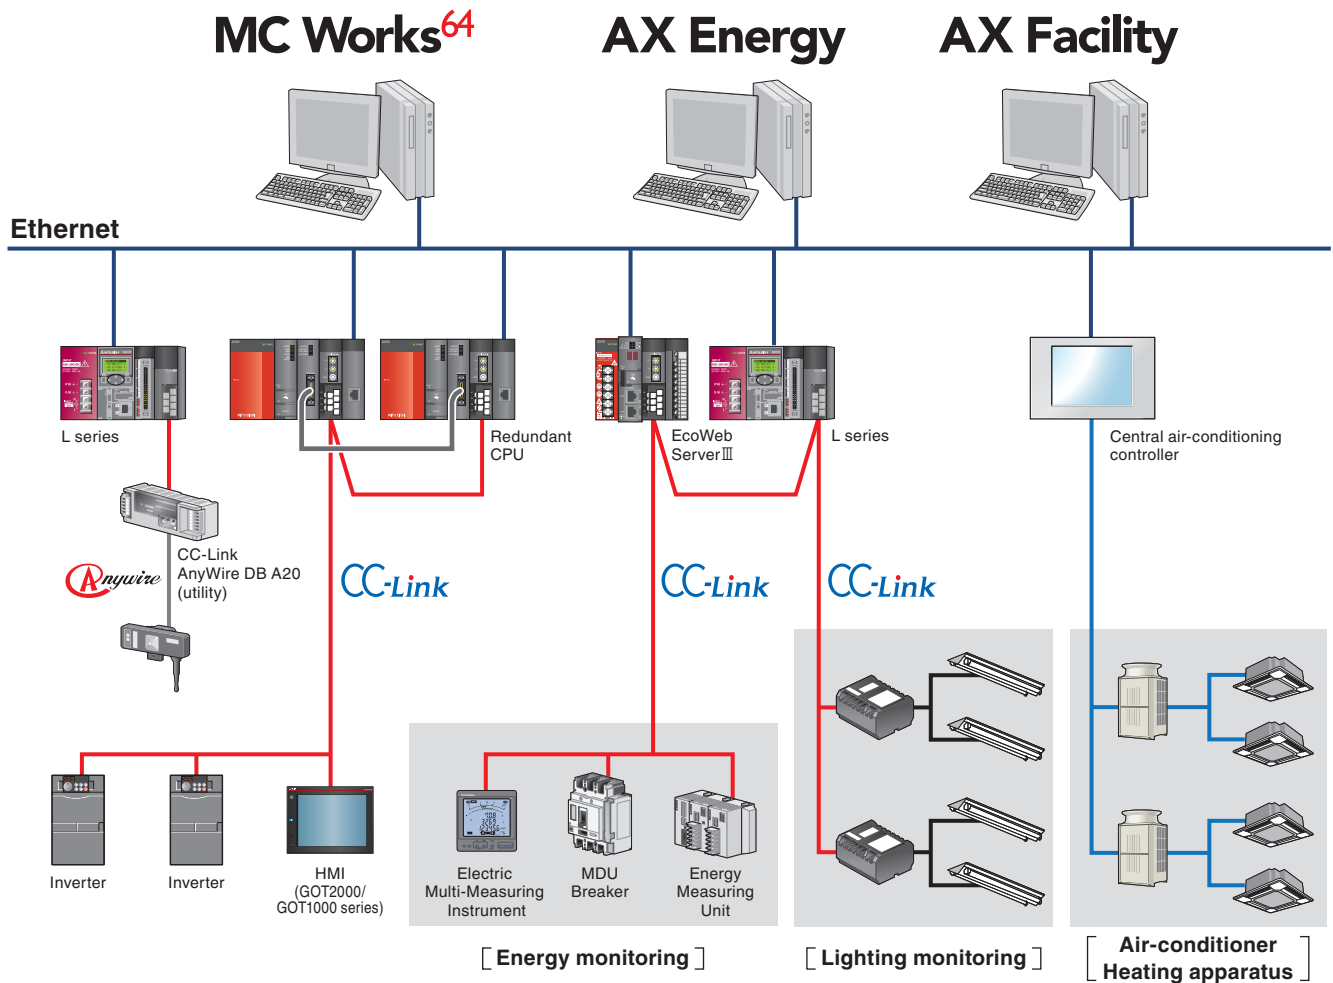 MC Works64
AX Energy
AX Facility
Ethernet
L series
Redundant
CPU
EcoWeb
ServerⅢ
L series
Central air-conditioning
controller
CC-Link
AnyWire DB A20
(utility)
Anywire
CC-Link
CC-Link
CC-Link
Inverter
Inverter
HMI
(GOT2000/
GOT1000 series)
Electric
Multi-Measuring
Instrument
MDU
Breaker
Energy
Measuring
Unit
[Energy monitoring]
[Lighting monitoring]
[Air-conditioner
Heating apparatus]